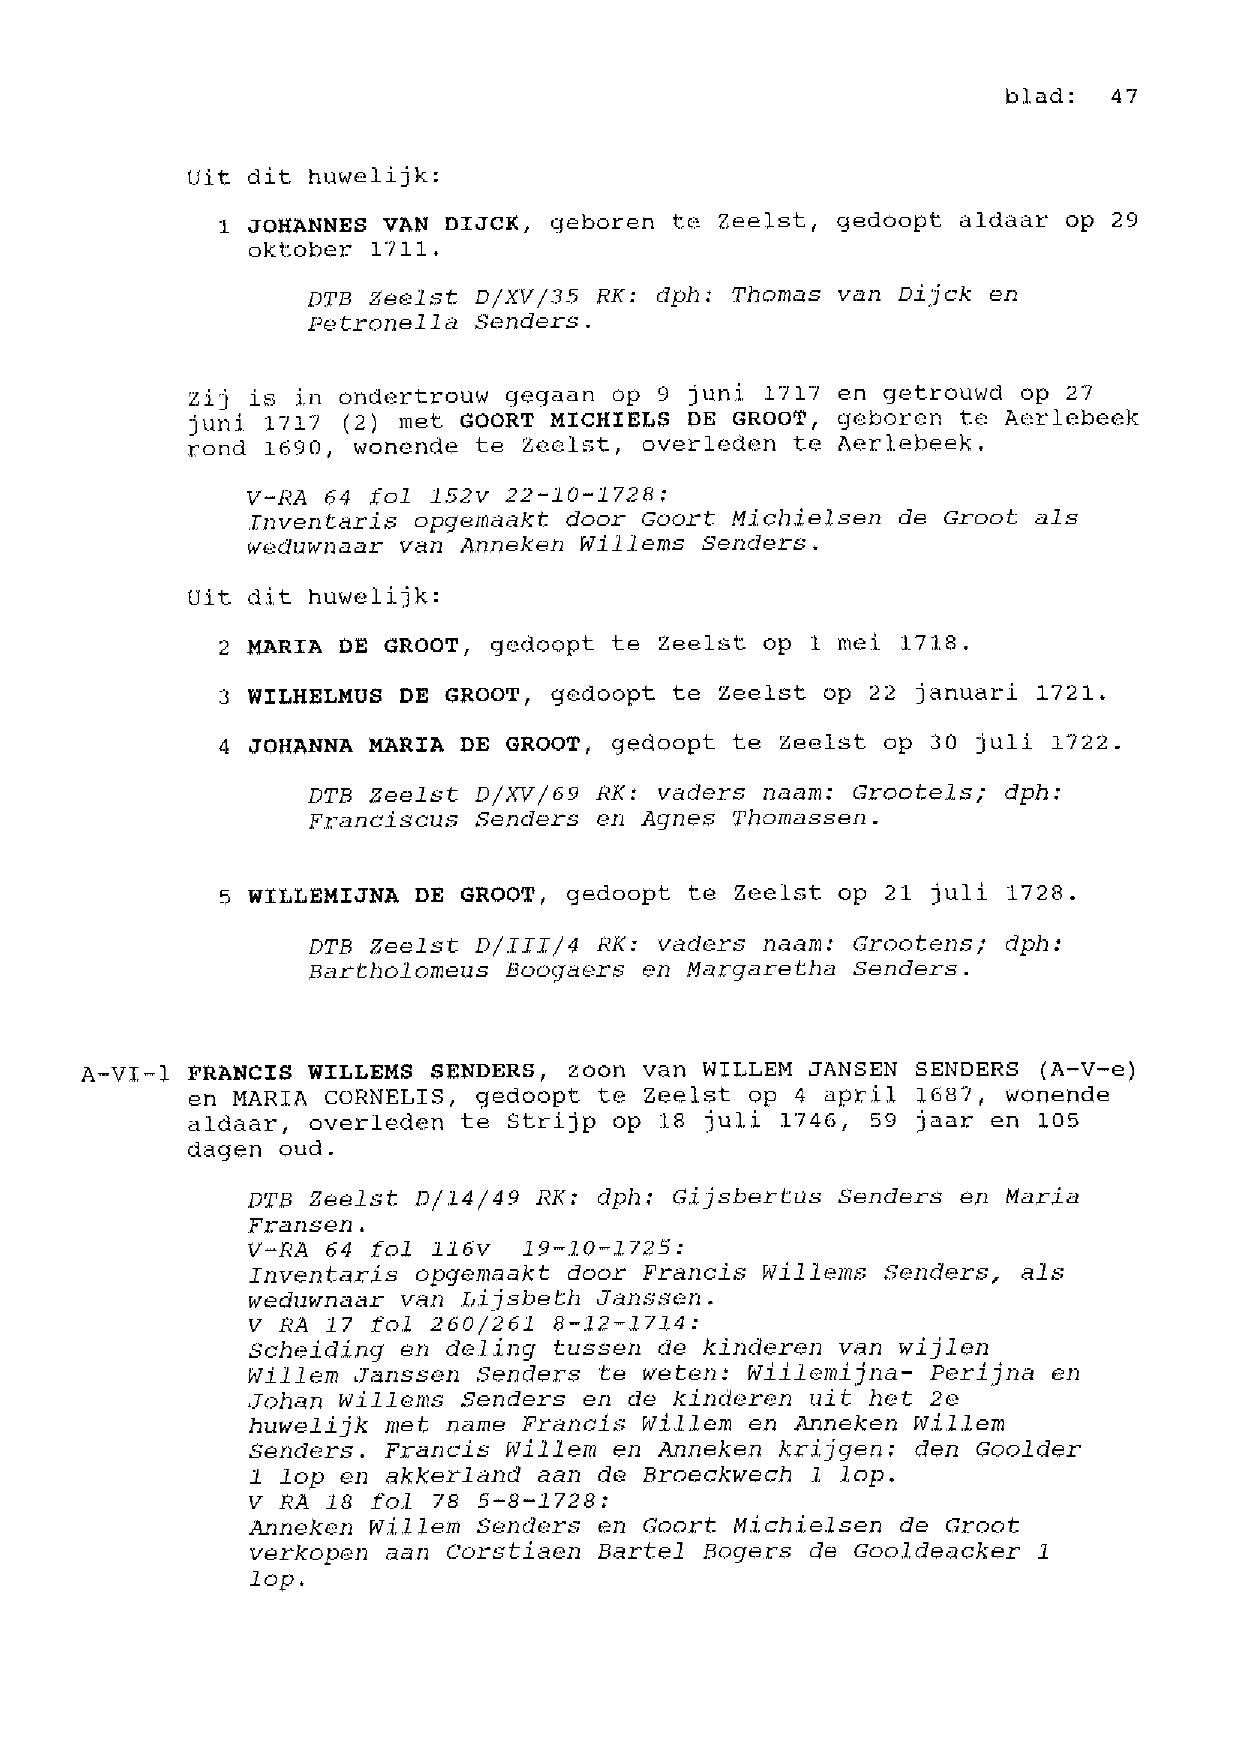 blad: 47
Uit dit huwelijk:
1 JOHANNES VAN DIJCK, geboren te Zeelst, gedoopt aldaar op 29
oktober 1711.
DTB Zeelst D/XV/35 RK: dph: Thomas van Dijck en
Petronella Senders.
Zij is in ondertrouw gegaan op 9 juni 1717 en getrouwd op 27
juni 1717 (2) met GOORT MICHIELS DE GROOT, geboren te Aerlebeek
rond 1690, wonende te Zeelst, overleden te Aerlebeek.
V-RA 64 fol 152v 22-10-1728:
Inventaris opgemaakt door Goort Michielsen de Groot als
weduwnaar van Anneken Willems Senders.
Uit dit huwelijk:
2 MARIA DE GROOT, gedoopt te Zeelst op 1 mei 1718.
3 WILHELMUS DE GROOT, gedoopt te Zeelst op 22 januari 1721.
4 JOHANNA MARIA DE GROOT, gedoopt te Zeelst op 30 juli 1722.
DTB Zeelst D/XV/69 RK: vaders naam: Grootels; dph:
Franciscus Senders en Agnes Thomassen.
5 WILLEMIJNA DE GROOT, gedoopt te Zeelst op 21 juli 1728.
DTB Zeelst D/III/4 RK: vaders naam: Grootens; dph:
Bartholomeus Boogaers en Margaretha Senders.
A-VI-1 FRANCIS WILLEMS SENDERS, zoon van WILLEM JANSEN SENDERS (A-V-e)
en MARIA CORNELIS, gedoopt te Zeelst op 4 april 1687, wonende
aldaar, overleden te Strijp op 18 juli 1746, 59 jaar en 105
dagen oud.
DTB Zeelst D/14/49 RK: dph: Gijsbertus Senders en Maria
Fransen.
V-RA 64 fol 116v 19-10-1725:
Inventaris opgemaakt door Francis Willems Senders, als
weduwnaar van Lijsbeth Janssen.
V RA 17 fol 260/261 8-12-1714:
Scheiding en deling tussen de kinderen van wijlen
Willem Janssen Senders te weten: Wiilemijna- Perijna en
Johan Willems Senders en de kinderen uit het 2e
huwelijk met name Francis Willem en Anneken Willem
Senders. Francis Willem en Anneken krijgen: den Goolder
1 lop en akkerland aan de Broeckwech 1 lop.
V RA 18 fol 78 5-8-1728:
Anneken Willem Senders en Goort Michielsen de Groot
verkopen aan Corstiaen Bartel Bogers de Gooldeacker 1
lop.